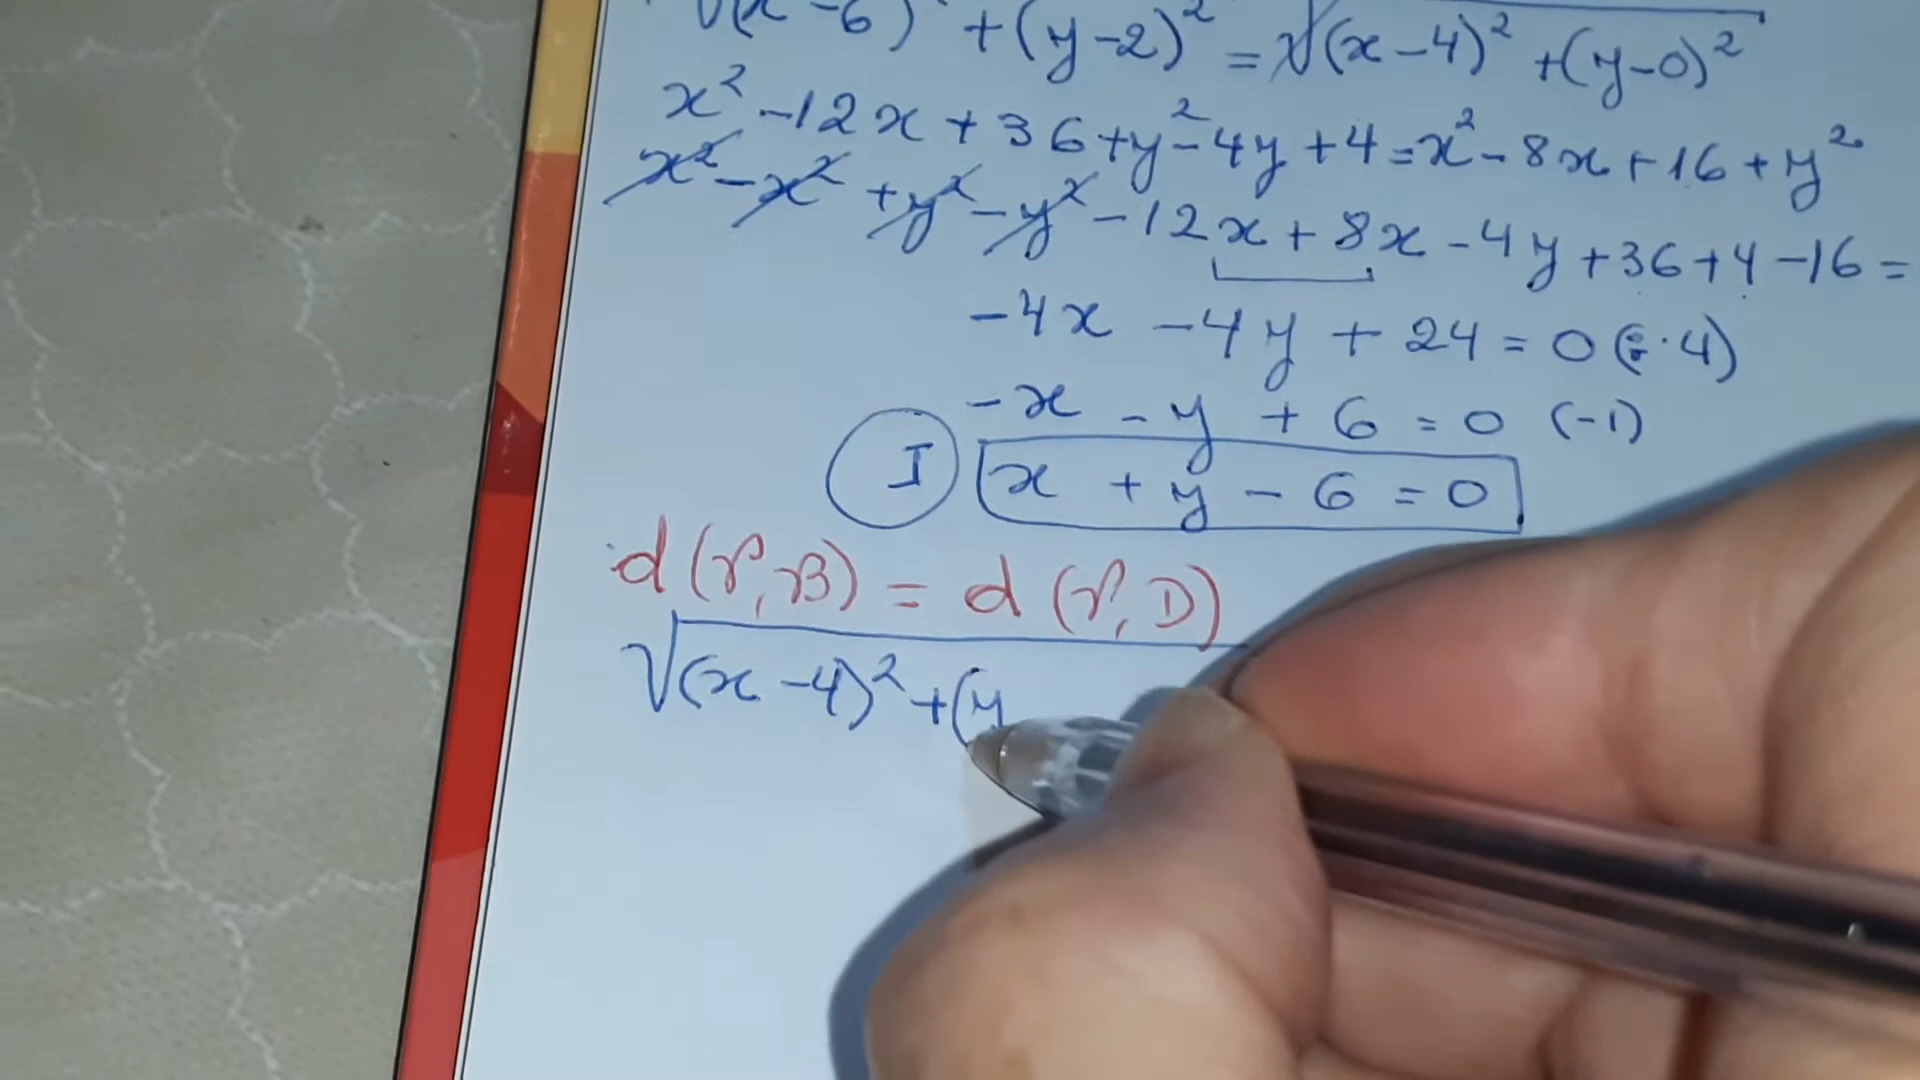 √(x-6)² + (y-2)² = √(x-4)² + (y-0)²
x² - 12x + 36 + y² - 4y + 4 = x² - 8x + 16 + y²
x² - x² + y² - y² - 12x + 8x - 4y + 36 + 4 - 16 =
-4x - 4y + 24 = 0 (÷ 4)
-x - y + 6 = 0 (-1)
I x + y - 6 = 0
d(P, B) = d(P, D)
√(x-4)² + (y